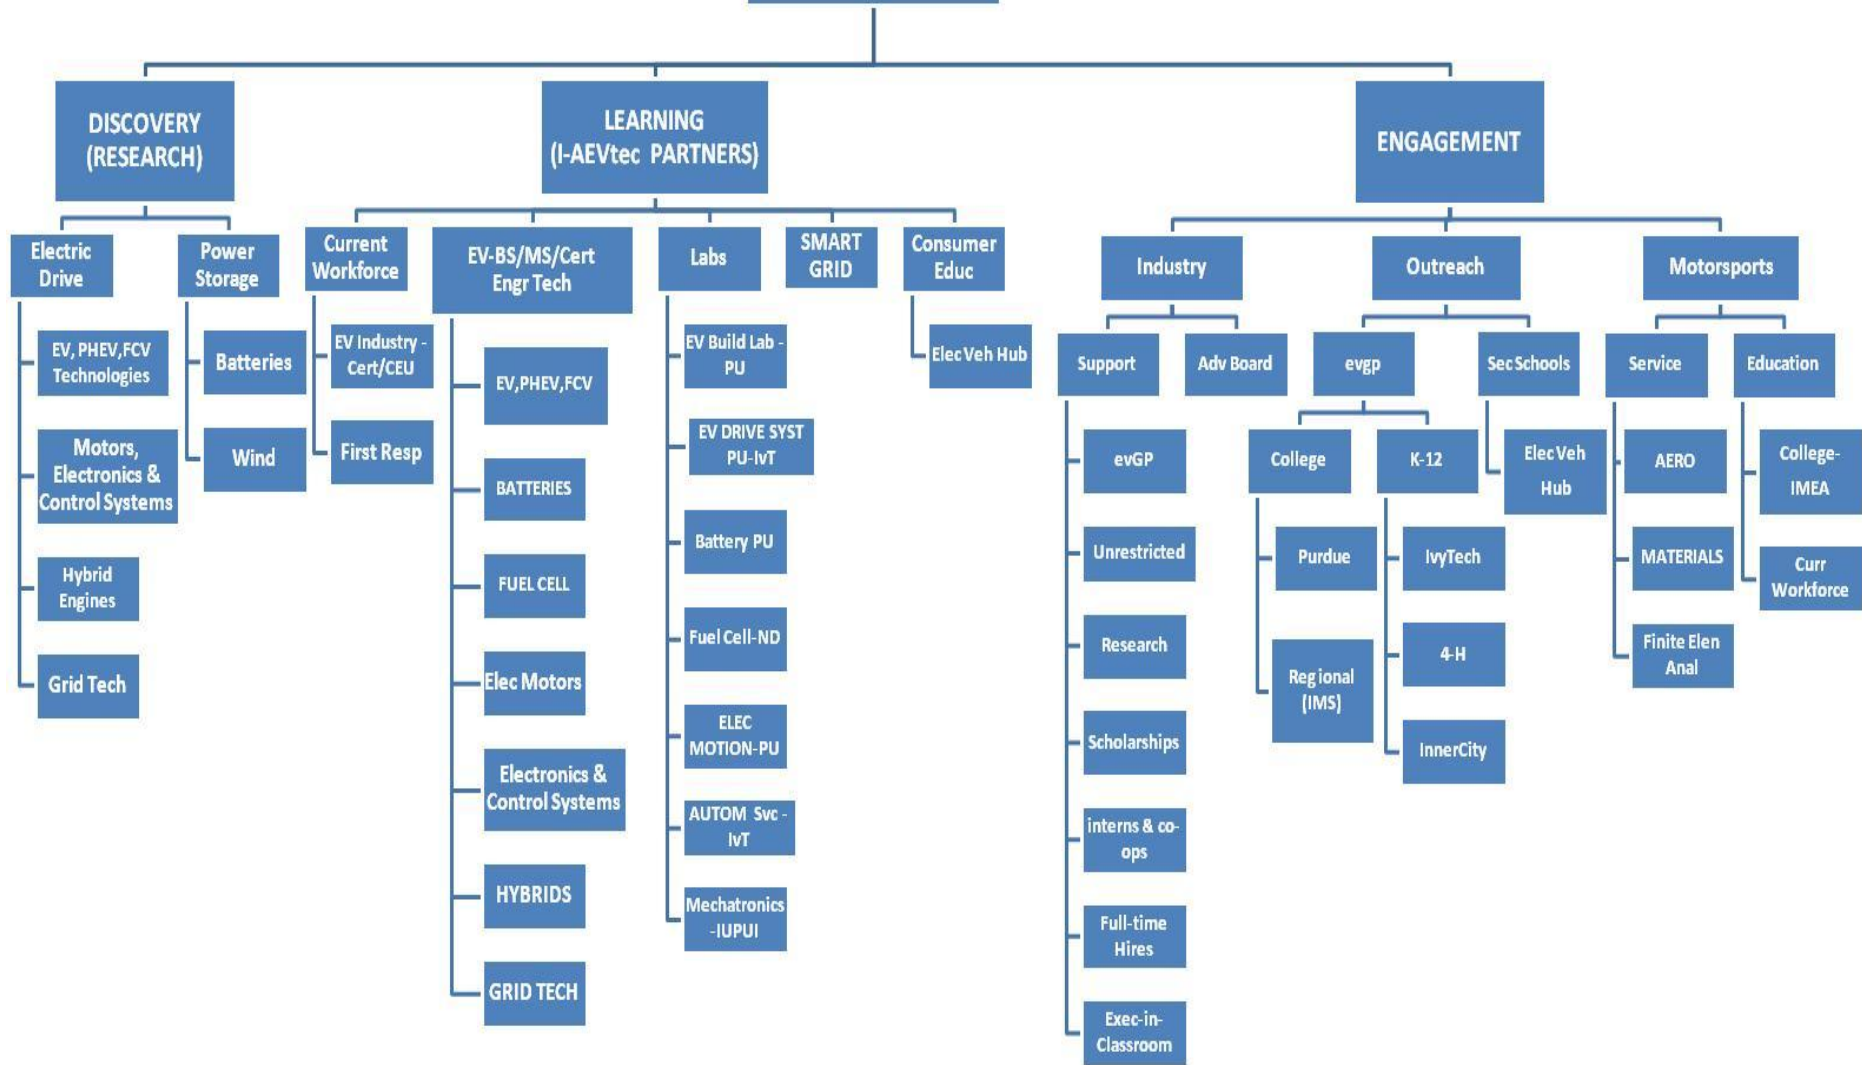 DISCOVERY
(RESEARCH)
LEARNING
(I-AEVtec PARTNERS)
ENGAGEMENT
Electric
Drive
Power
Storage
Current
Workforce
EV-BS/MS/Cert
Engr Tech
Labs
SMART
GRID
Consumer
Educ
Industry
Outreach
Motorsports
EV, PHEV,FCV
Technologies
Motors,
Electronics &
Control Systems
Hybrid
Engines
Grid Tech
Batteries
Wind
EV Industry -
Cert/CEU
First Resp
EV,PHEV,FCV
BATTERIES
FUEL CELL
Elec Motors
Electronics &
Control Systems
HYBRIDS
GRID TECH
EV Build Lab -
PU
EV DRIVE SYST
PU-IvT
Battery PU
Fuel Cell-ND
ELEC
MOTION-PU
AUTOM Svc -
IvT
Mechatronics
-IUPUI
Elec Veh Hub
Support
Adv Board
evgp
Sec Schools
Service
Education
evGP
Unrestricted
Research
Scholarships
interns & co-
ops
Full-time
Hires
Exec-in-
Classroom
College
K-12
Purdue
Regional
(IMS)
IvyTech
4-H
InnerCity
Elec Veh
Hub
AERO
MATERIALS
Finite Elen
Anal
College-
IMEA
Curr
Workforce